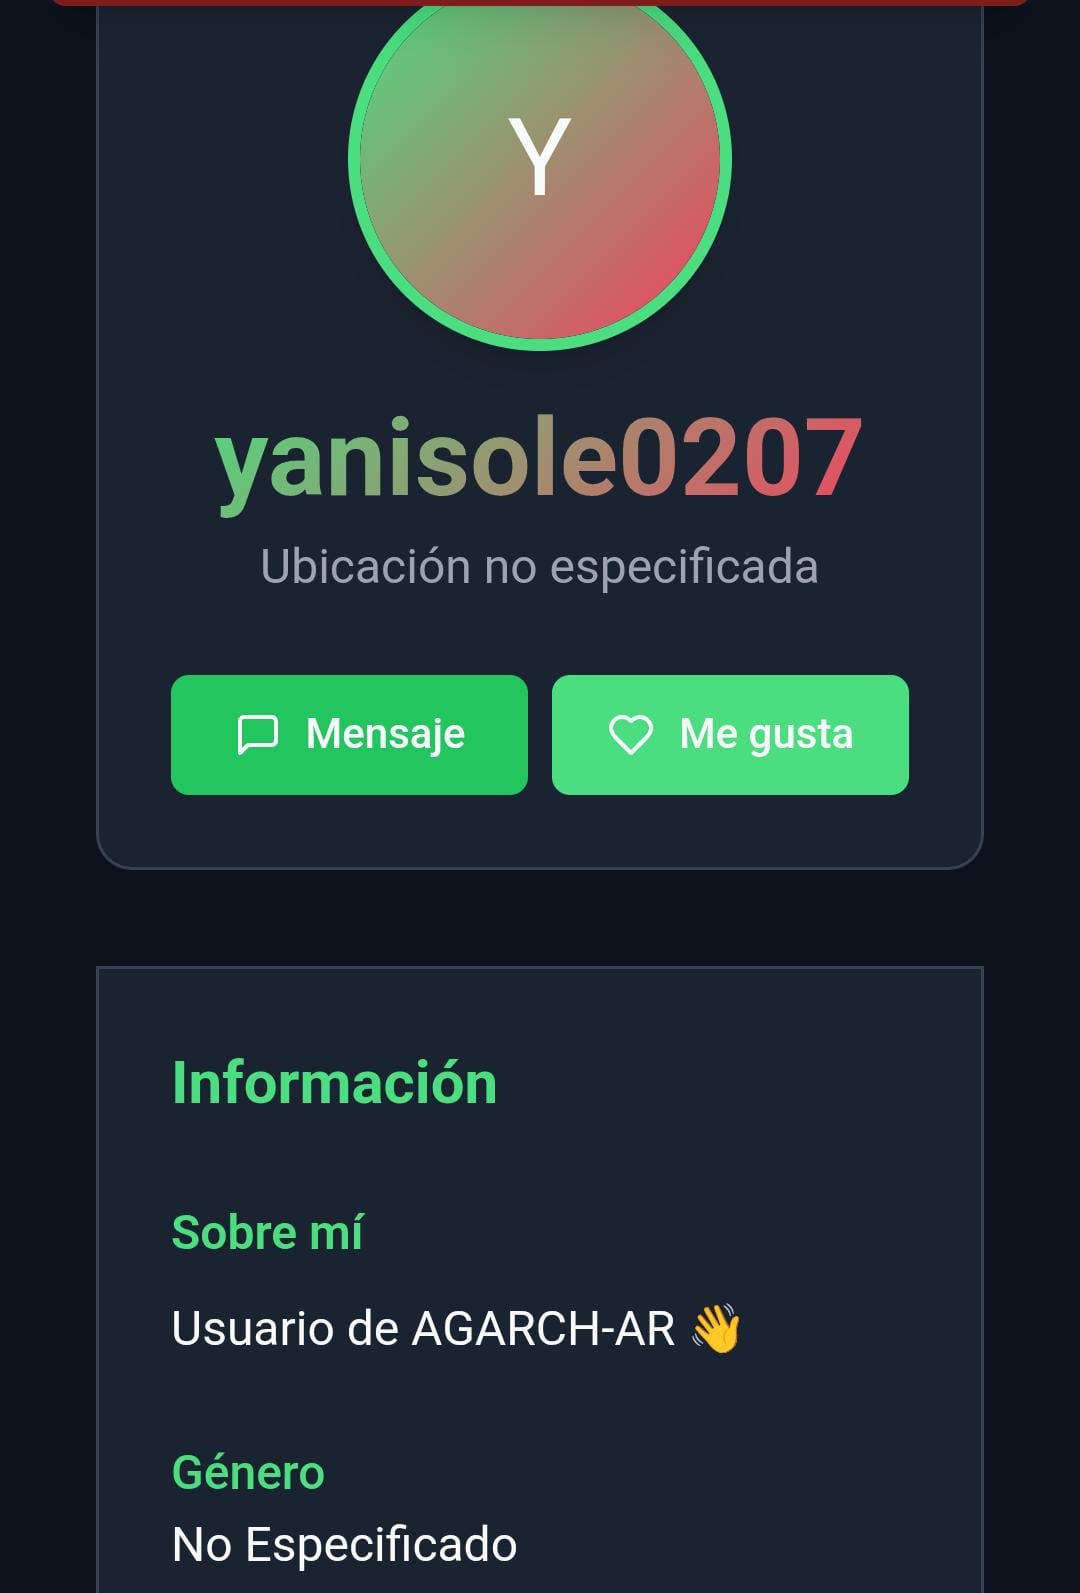 Y
yanisole0207
Ubicación no especificada
Mensaje
Me gusta
Información
Sobre mí
Usuario de AGARCH-AR 👋
Género
No Especificado